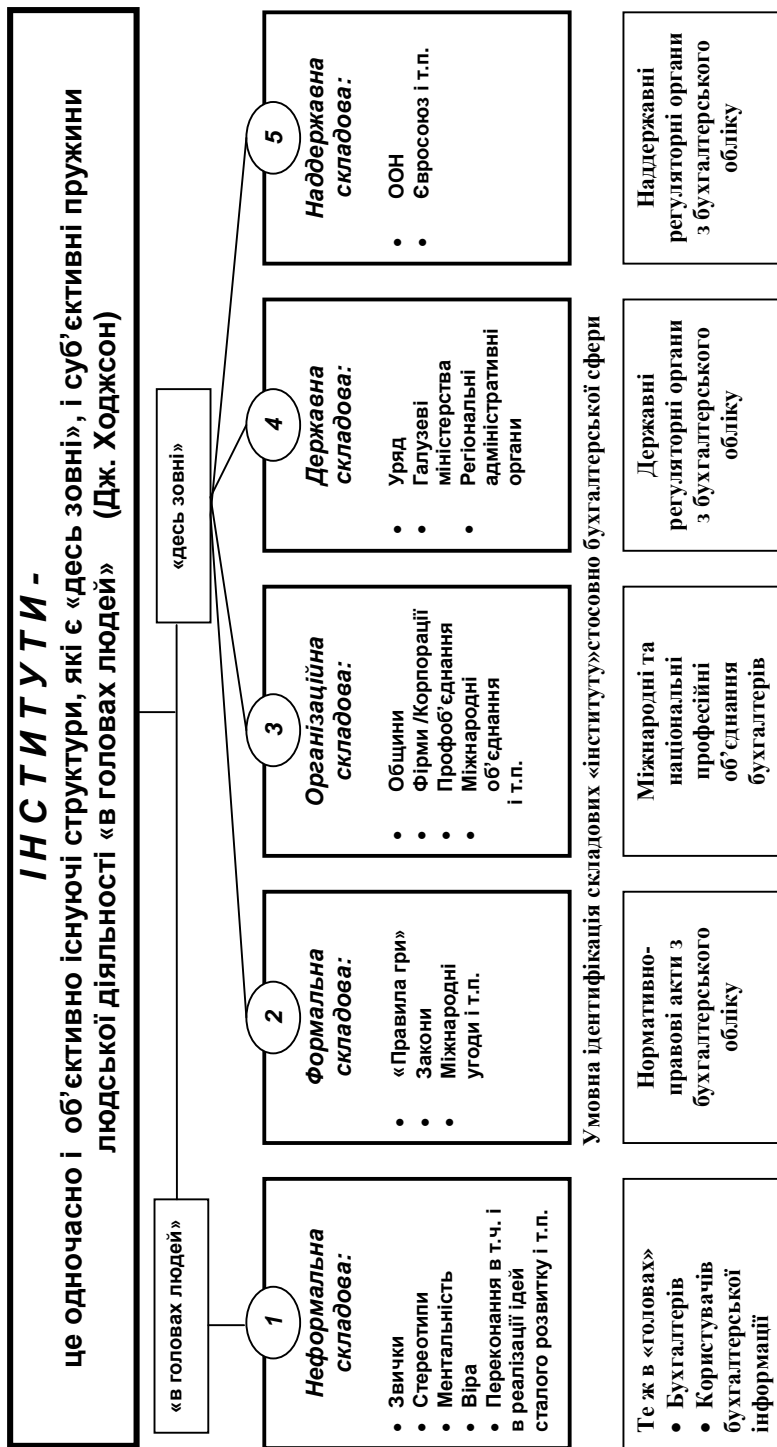 ІНСТИТУТИ -
це одночасно і об’єктивно існуючі структури, які є «десь зовні», і суб’єктивні пружини
людської діяльності «в головах людей» (Дж. Ходжсон)
«в головах людей»
«десь зовні»
1
Неформальна
складова:
• Звички
• Стереотипи
• Ментальність
• Віра
• Переконання в т.ч. і
в реалізації ідей
сталого розвитку і т.п.
2
Формальна
складова:
• «Правила гри»
• Закони
• Міжнародні
угоди і т.п.
3
Організаційна
складова:
• Общини
• Фірми /Корпорації
• Профоб’єднання
• Міжнародні
об’єднання
і т.п.
4
Державна
складова:
• Уряд
• Галузеві
міністерства
• Регіональні
адміністративні
органи
5
Наддержавна
складова:
• ООН
• Євросоюз і т.п.
Умовна ідентифікація складових «інституту»стосовно бухгалтерської сфери
Те ж в «головах»
• Бухгалтерів
• Користувачів
бухгалтерської
інформації
Нормативно-
правові акти з
бухгалтерського
обліку
Міжнародні та
національні
професійні
об’єднання
бухгалтерів
Державні
регуляторні органи
з бухгалтерського
обліку
Наддержавні
регуляторні органи
з бухгалтерського
обліку